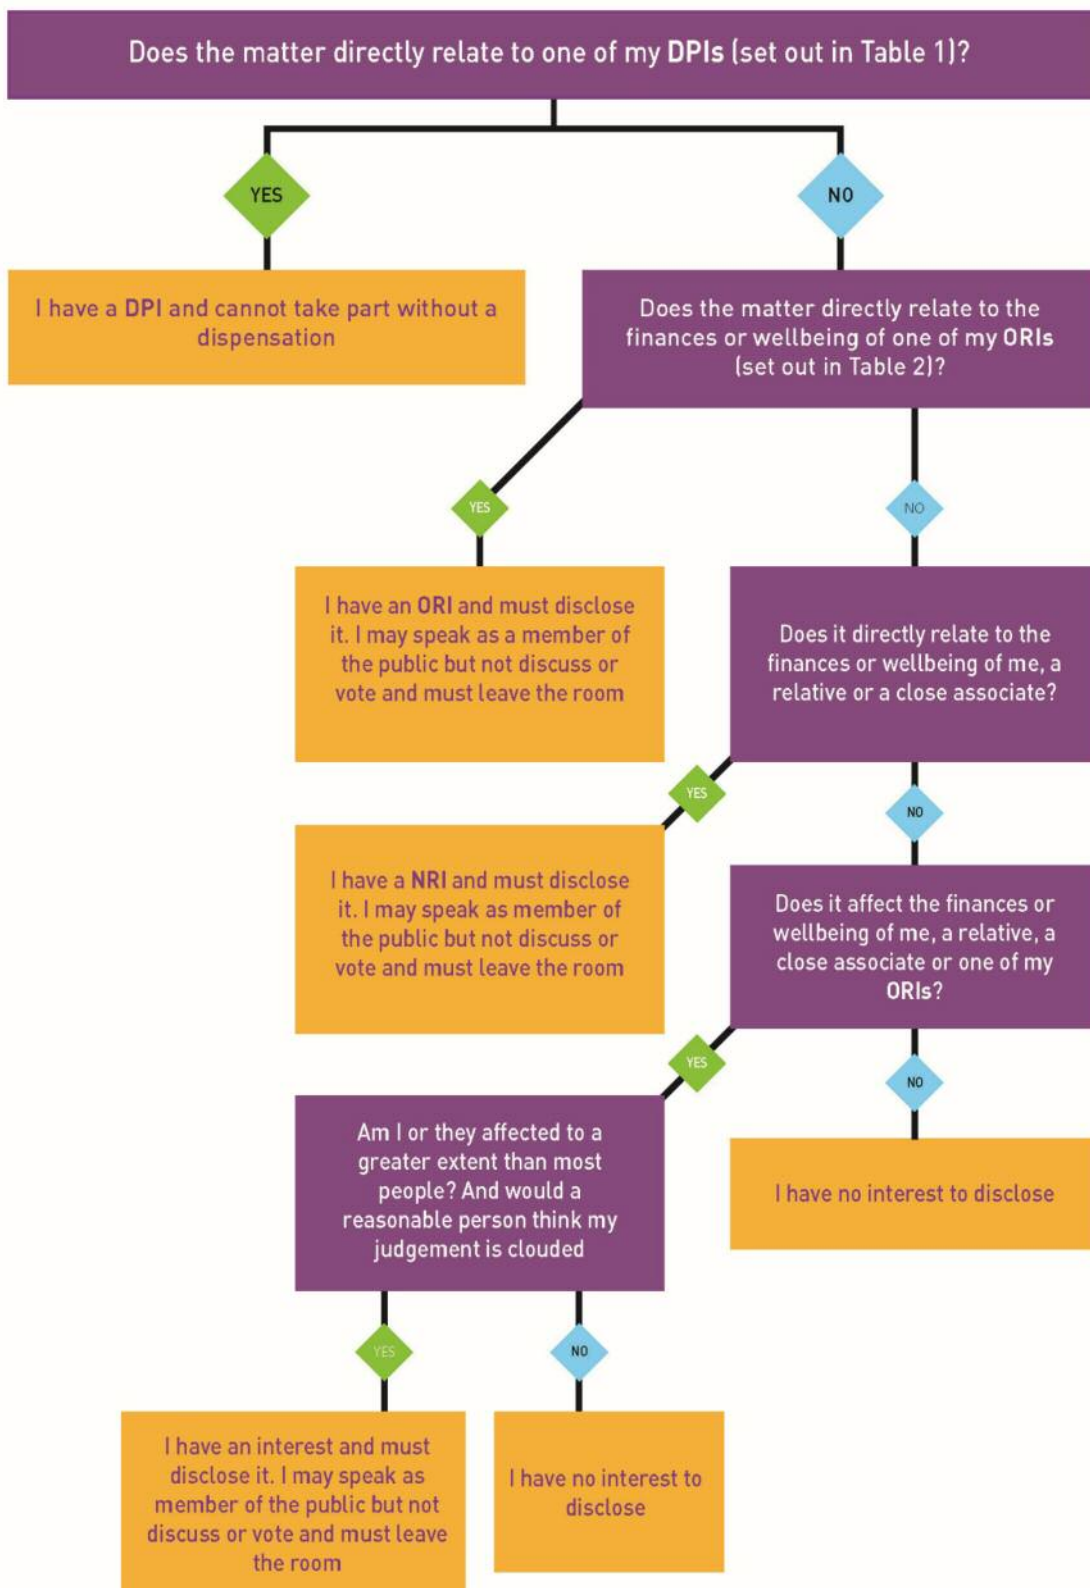 Does the matter directly relate to one of my DPIs (set out in Table 1)?
YES
NO
I have a DPI and cannot take part without a
dispensation
Does the matter directly relate to the
finances or wellbeing of one of my ORIs
(set out in Table 2)?
YES
NO
I have an ORI and must disclose
it. I may speak as a member of
the public but not discuss or
vote and must leave the room
Does it directly relate to the
finances or wellbeing of me, a
relative or a close associate?
YES
NO
I have a NRI and must disclose
it. I may speak as member of
the public but not discuss or
vote and must leave the room
Does it affect the finances or
wellbeing of me, a relative, a
close associate or one of my
ORIs?
YES
NO
Am I or they affected to a
greater extent than most
people? And would a
reasonable person think my
judgement is clouded
I have no interest to disclose
YES
NO
I have an interest and must
disclose it. I may speak as
member of the public but not
discuss or vote and must leave
the room
I have no interest to
disclose